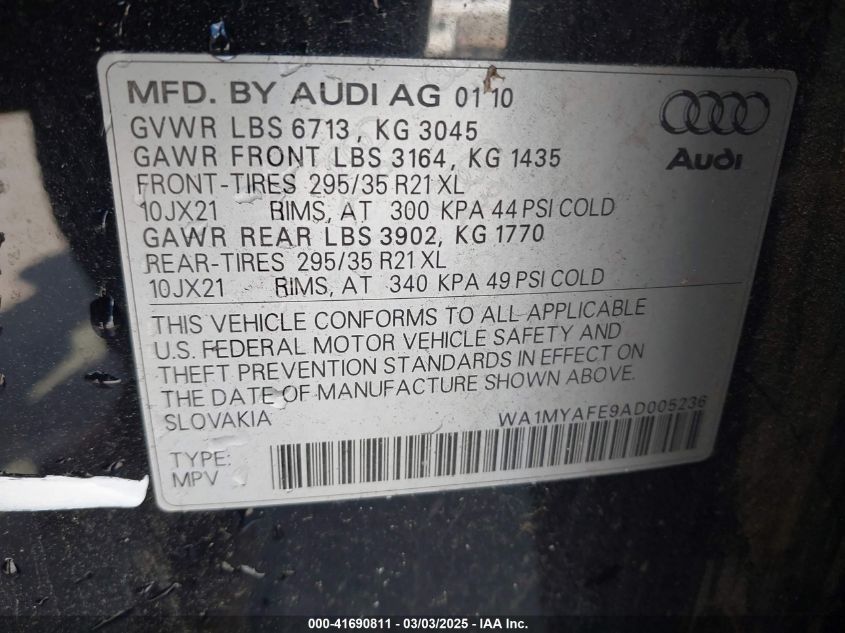 MFD. BY AUDI AG 01 10
GVWR LBS 6713, KG 3045
GAWR FRONT LBS 3164, KG 1435
FRONT-TIRES 295/35 R21 XL
10JX21 RIMS, AT 300 KPA 44 PSI COLD
GAWR REAR LBS 3902, KG 1770
REAR-TIRES 295/35 R21 XL
10JX21 RIMS, AT 340 KPA 49 PSI COLD
Audi
THIS VEHICLE CONFORMS TO ALL APPLICABLE
U.S. FEDERAL MOTOR VEHICLE SAFETY AND
THEFT PREVENTION STANDARDS IN EFFECT ON
THE DATE OF MANUFACTURE SHOWN ABOVE.
SLOVAKIA WA1MYAFE9AD005236
TYPE:
MPV
000-41690811 - 03/03/2025 - IAA Inc.